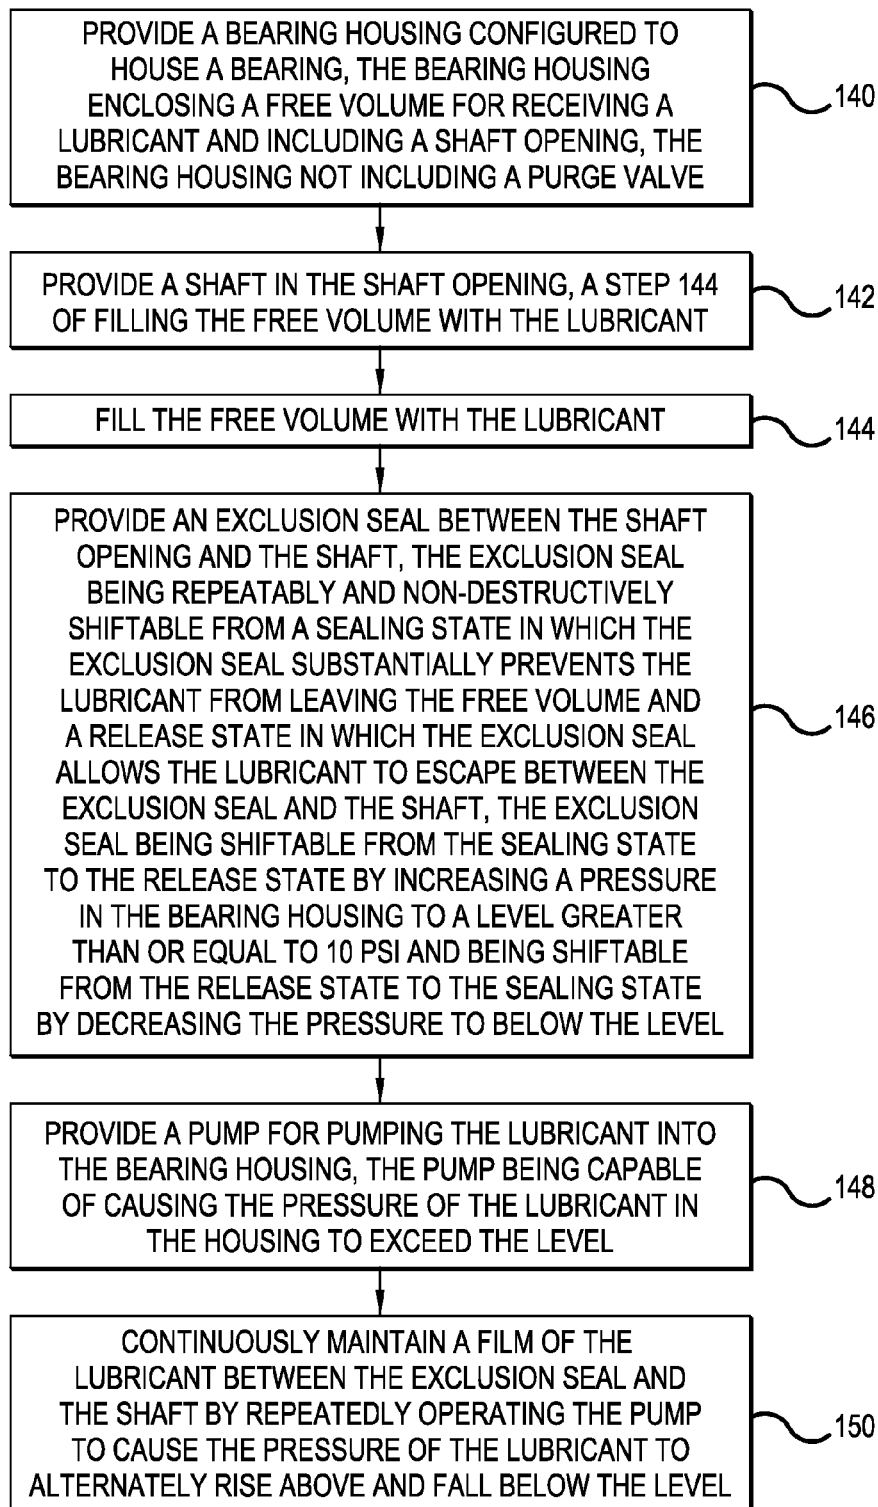 PROVIDE A BEARING HOUSING CONFIGURED TO
HOUSE A BEARING, THE BEARING HOUSING
ENCLOSING A FREE VOLUME FOR RECEIVING A
LUBRICANT AND INCLUDING A SHAFT OPENING, THE
BEARING HOUSING NOT INCLUDING A PURGE VALVE
140
PROVIDE A SHAFT IN THE SHAFT OPENING, A STEP 144
OF FILLING THE FREE VOLUME WITH THE LUBRICANT
142
FILL THE FREE VOLUME WITH THE LUBRICANT
144
PROVIDE AN EXCLUSION SEAL BETWEEN THE SHAFT
OPENING AND THE SHAFT, THE EXCLUSION SEAL
BEING REPEATABLY AND NON-DESTRUCTIVELY
SHIFTABLE FROM A SEALING STATE IN WHICH THE
EXCLUSION SEAL SUBSTANTIALLY PREVENTS THE
LUBRICANT FROM LEAVING THE FREE VOLUME AND
A RELEASE STATE IN WHICH THE EXCLUSION SEAL
ALLOWS THE LUBRICANT TO ESCAPE BETWEEN THE
EXCLUSION SEAL AND THE SHAFT, THE EXCLUSION
SEAL BEING SHIFTABLE FROM THE SEALING STATE
TO THE RELEASE STATE BY INCREASING A PRESSURE
IN THE BEARING HOUSING TO A LEVEL GREATER
THAN OR EQUAL TO 10 PSI AND BEING SHIFTABLE
FROM THE RELEASE STATE TO THE SEALING STATE
BY DECREASING THE PRESSURE TO BELOW THE LEVEL
146
PROVIDE A PUMP FOR PUMPING THE LUBRICANT INTO
THE BEARING HOUSING, THE PUMP BEING CAPABLE
OF CAUSING THE PRESSURE OF THE LUBRICANT IN
THE HOUSING TO EXCEED THE LEVEL
148
CONTINUOUSLY MAINTAIN A FILM OF THE
LUBRICANT BETWEEN THE EXCLUSION SEAL AND
THE SHAFT BY REPEATEDLY OPERATING THE PUMP
TO CAUSE THE PRESSURE OF THE LUBRICANT TO
ALTERNATELY RISE ABOVE AND FALL BELOW THE LEVEL
150